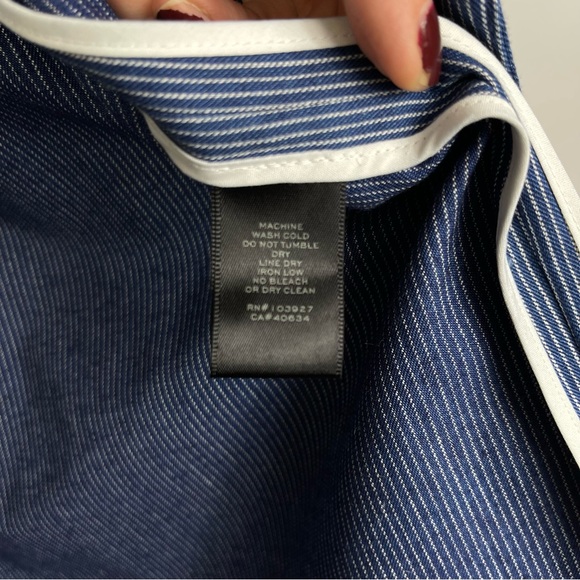 MACHINE
WASH COLD
DO NOT TUMBLE
DRY
LINE DRY
IRON LOW
NO BLEACH
OR DRY CLEAN
RN# 103927
CA# 40634